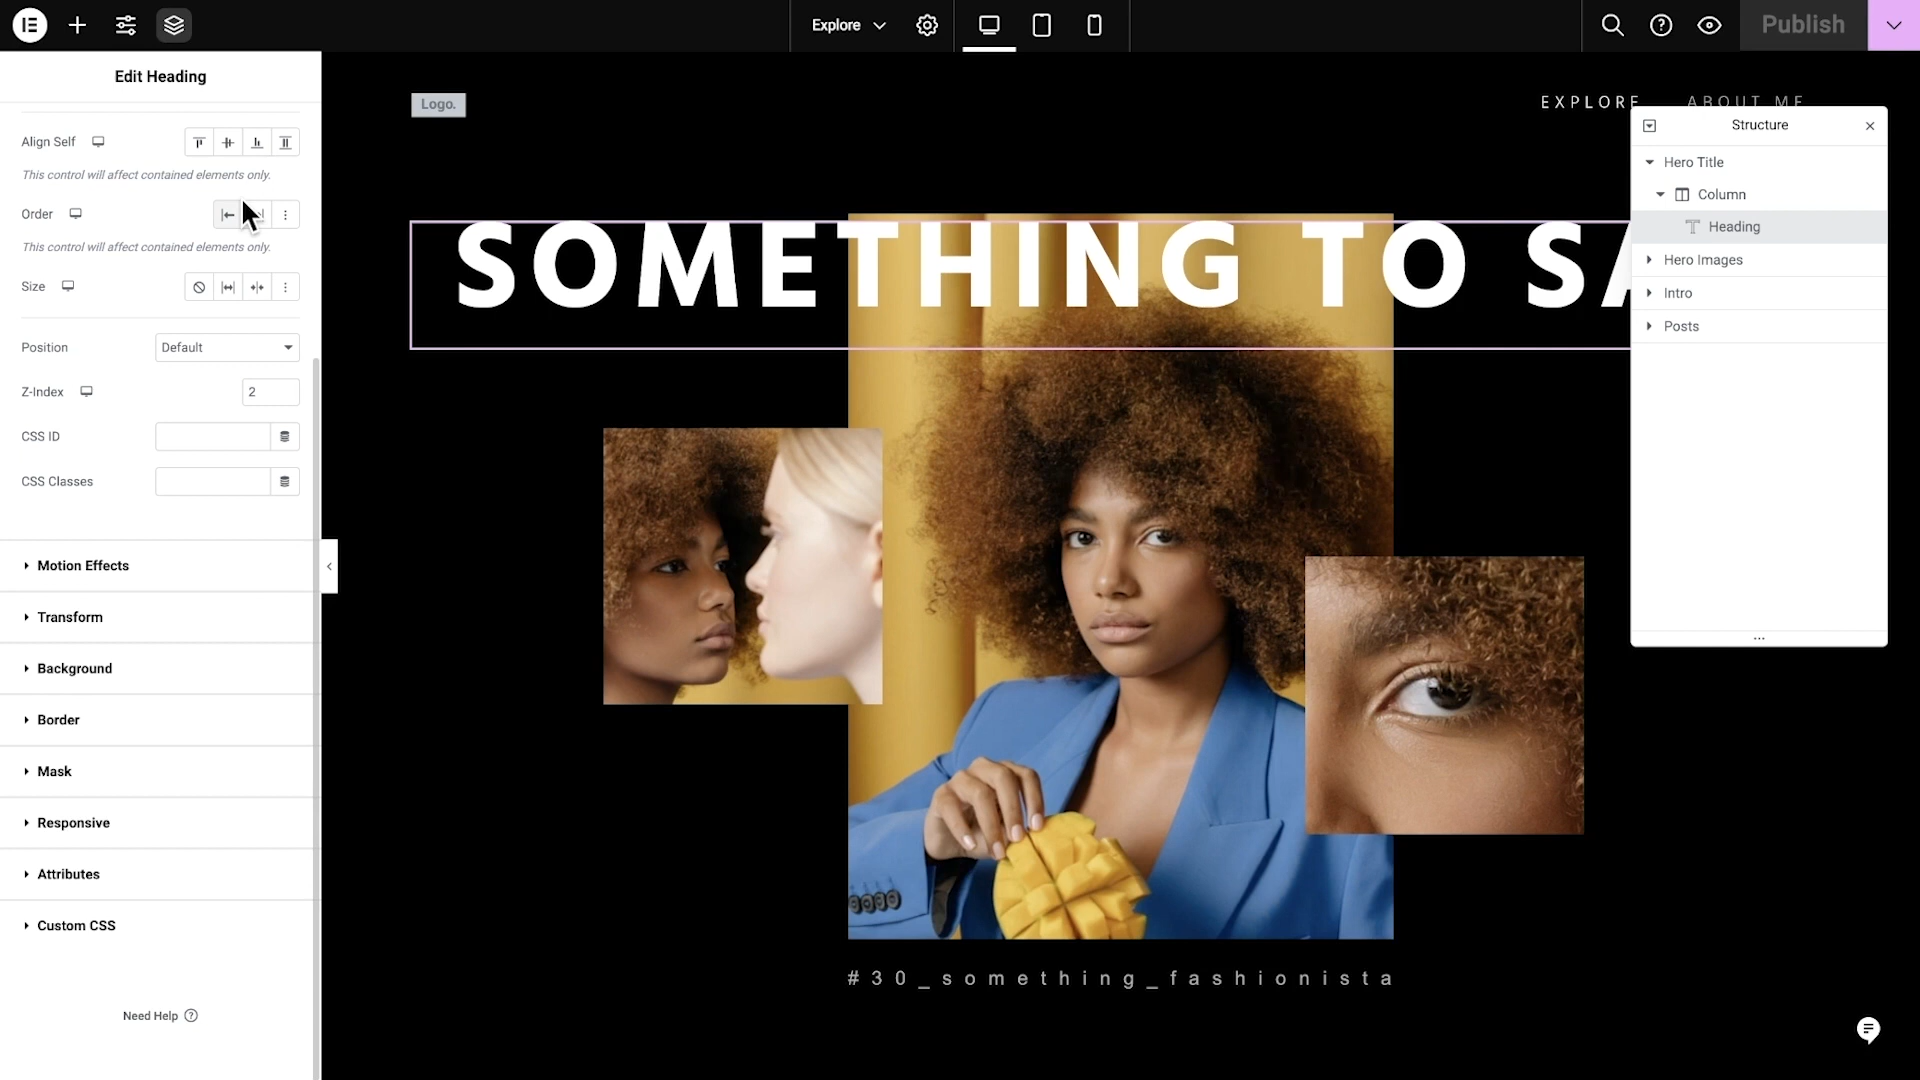 Explore
Publish
Edit Heading
Align Self
This control will affect contained elements only.
Order
This control will affect contained elements only.
Size
Position
Default
Z-Index
2
CSS ID
CSS Classes
Motion Effects
Transform
Background
Border
Mask
Responsive
Attributes
Custom CSS
Need Help
Logo.
EXPLORE
ABOUT ME
SOMETHING TO SA
#30_something_fashionista
Structure
Hero Title
Column
Heading
Hero Images
Intro
Posts